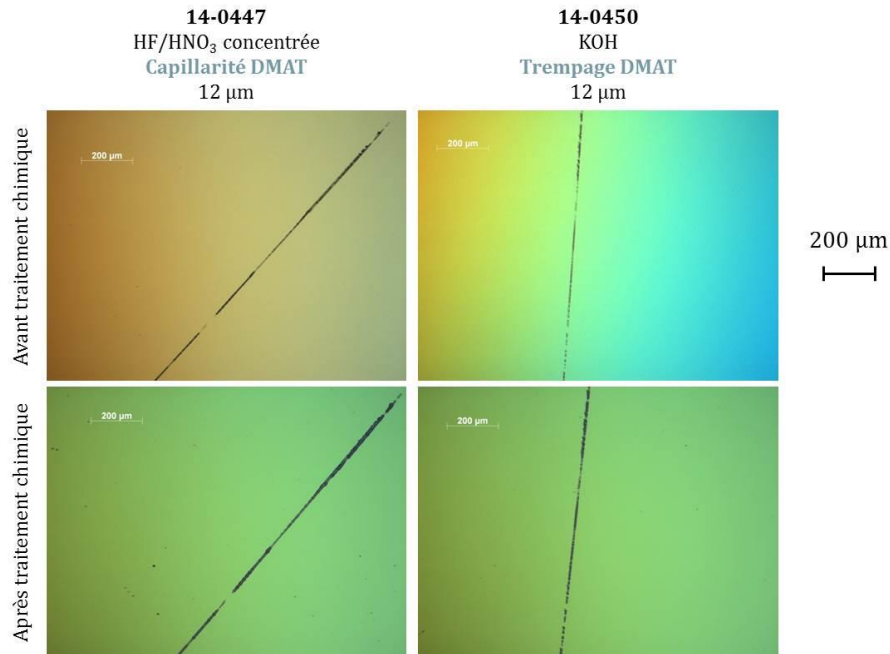 14-0447
HF/HNO₃ concentrée
Capillarité DMAT
12 µm
14-0450
KOH
Trempage DMAT
12 µm
Avant traitement chimique
200 µm
200 µm
200 µm
Après traitement chimique
200 µm
200 µm